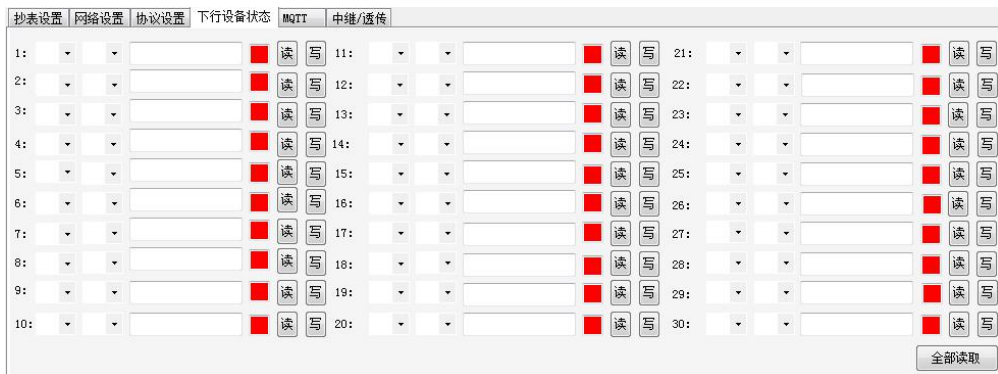 抄表设置 网络设置 协议设置 下行设备状态 MQTT 中继/透传
1: 读 写 11: 读 写 21: 读 写
2: 读 写 12: 读 写 22: 读 写
3: 读 写 13: 读 写 23: 读 写
4: 读 写 14: 读 写 24: 读 写
5: 读 写 15: 读 写 25: 读 写
6: 读 写 16: 读 写 26: 读 写
7: 读 写 17: 读 写 27: 读 写
8: 读 写 18: 读 写 28: 读 写
9: 读 写 19: 读 写 29: 读 写
10: 读 写 20: 读 写 30: 读 写
全部读取